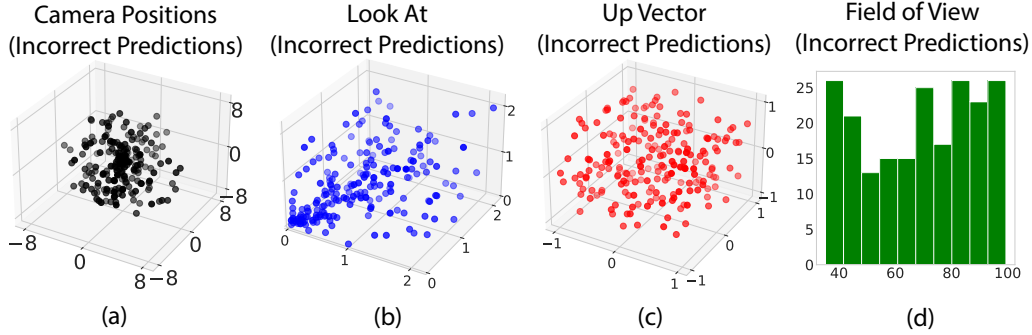 Camera Positions
(Incorrect Predictions)
8
0
−8
8
0
−8
−8
0
8
(a)
Look At
(Incorrect Predictions)
2
1
0
2
1
0
0
1
2
(b)
Up Vector
(Incorrect Predictions)
1
0
−1
1
0
−1
−1
0
1
(c)
Field of View
(Incorrect Predictions)
25
20
15
10
5
0
40 60 80 100
(d)